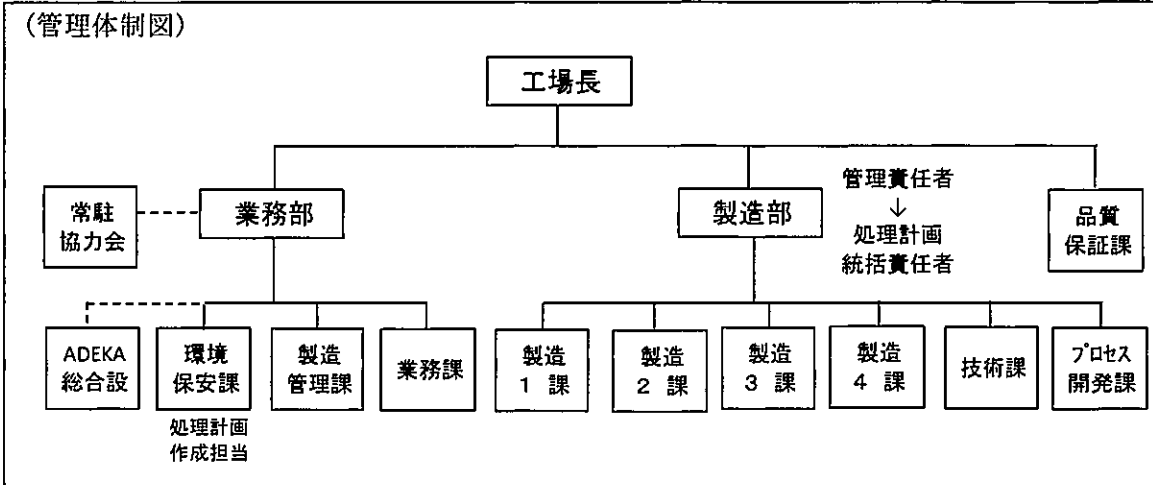 (管理体制図)
工場長
常駐
協力会
業務部
製造部
管理責任者
↓
処理計画
統括責任者
品質
保証課
ADEKA
総合設
環境
保安課
製造
管理課
業務課
製造
1 課
製造
2 課
製造
3 課
製造
4 課
技術課
プロセス
開発課
処理計画
作成担当